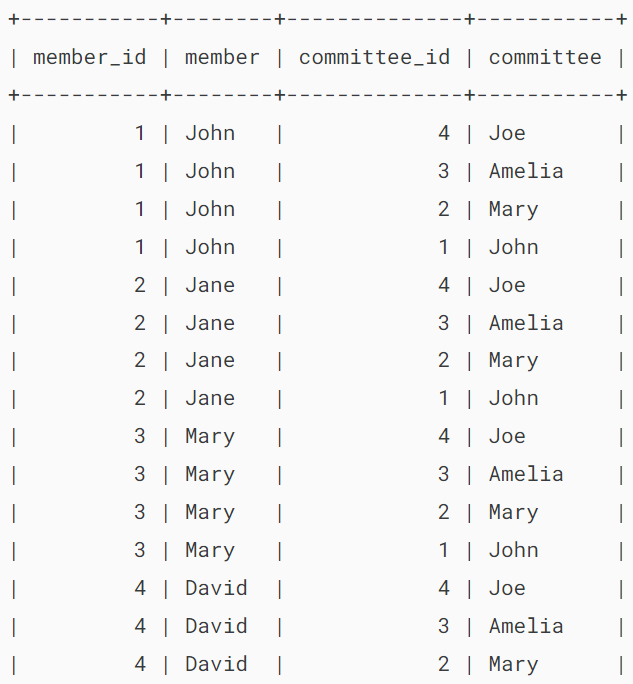 +-----------+--------+--------------+-----------+
| member_id | member | committee_id | committee |
+-----------+--------+--------------+-----------+
|         1 | John   |            4 | Joe       |
|         1 | John   |            3 | Amelia    |
|         1 | John   |            2 | Mary      |
|         1 | John   |            1 | John      |
|         2 | Jane   |            4 | Joe       |
|         2 | Jane   |            3 | Amelia    |
|         2 | Jane   |            2 | Mary      |
|         2 | Jane   |            1 | John      |
|         3 | Mary   |            4 | Joe       |
|         3 | Mary   |            3 | Amelia    |
|         3 | Mary   |            2 | Mary      |
|         3 | Mary   |            1 | John      |
|         4 | David  |            4 | Joe       |
|         4 | David  |            3 | Amelia    |
|         4 | David  |            2 | Mary      |